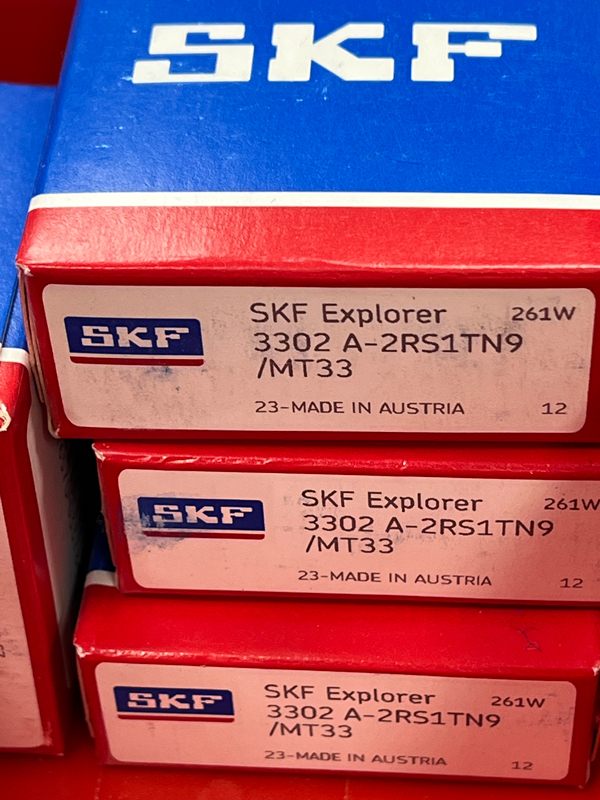 SKF
SKF
SKF Explorer 261W
3302 A-2RS1TN9
/MT33
23-MADE IN AUSTRIA 12
SKF
SKF Explorer 261W
3302 A-2RS1TN9
/MT33
23-MADE IN AUSTRIA 12
SKF
SKF Explorer 261W
3302 A-2RS1TN9
/MT33
23-MADE IN AUSTRIA 12